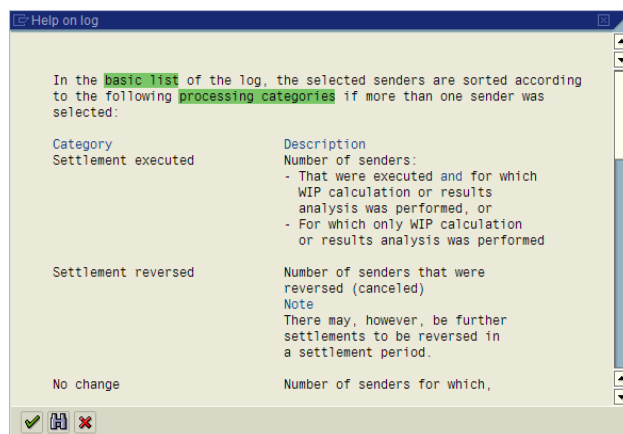 Help on log
In the basic list of the log, the selected senders are sorted according
to the following processing categories if more than one sender was
selected:
Category Description
Settlement executed Number of senders:
- That were executed and for which
WIP calculation or results
analysis was performed, or
- For which only WIP calculation
or results analysis was performed
Settlement reversed Number of senders that were
reversed (canceled)
Note
There may, however, be further
settlements to be reversed in
a settlement period.
No change Number of senders for which,